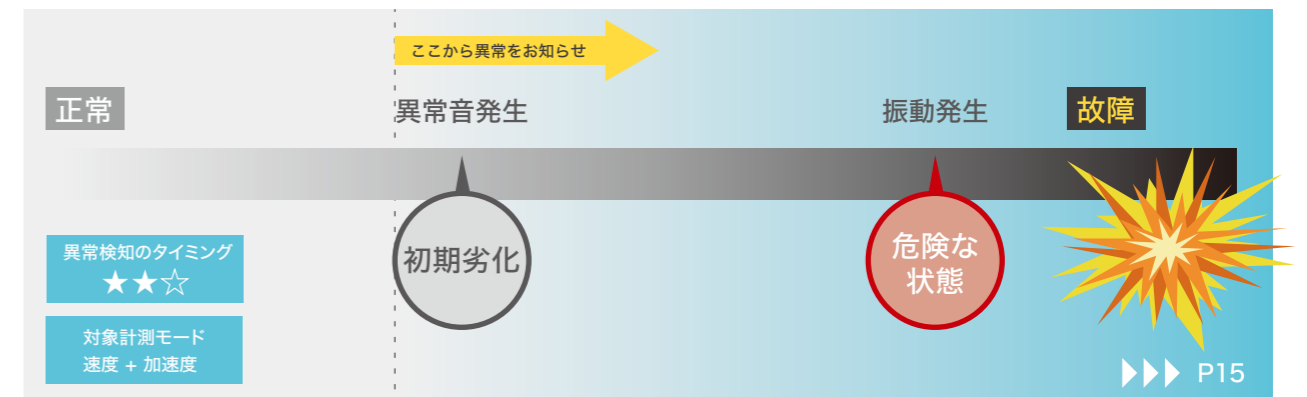 ここから異常をお知らせ
正常
異常音発生
振動発生
故障
初期劣化
危険な
状態
異常検知のタイミング
★★☆
対象計測モード
速度 + 加速度
P15